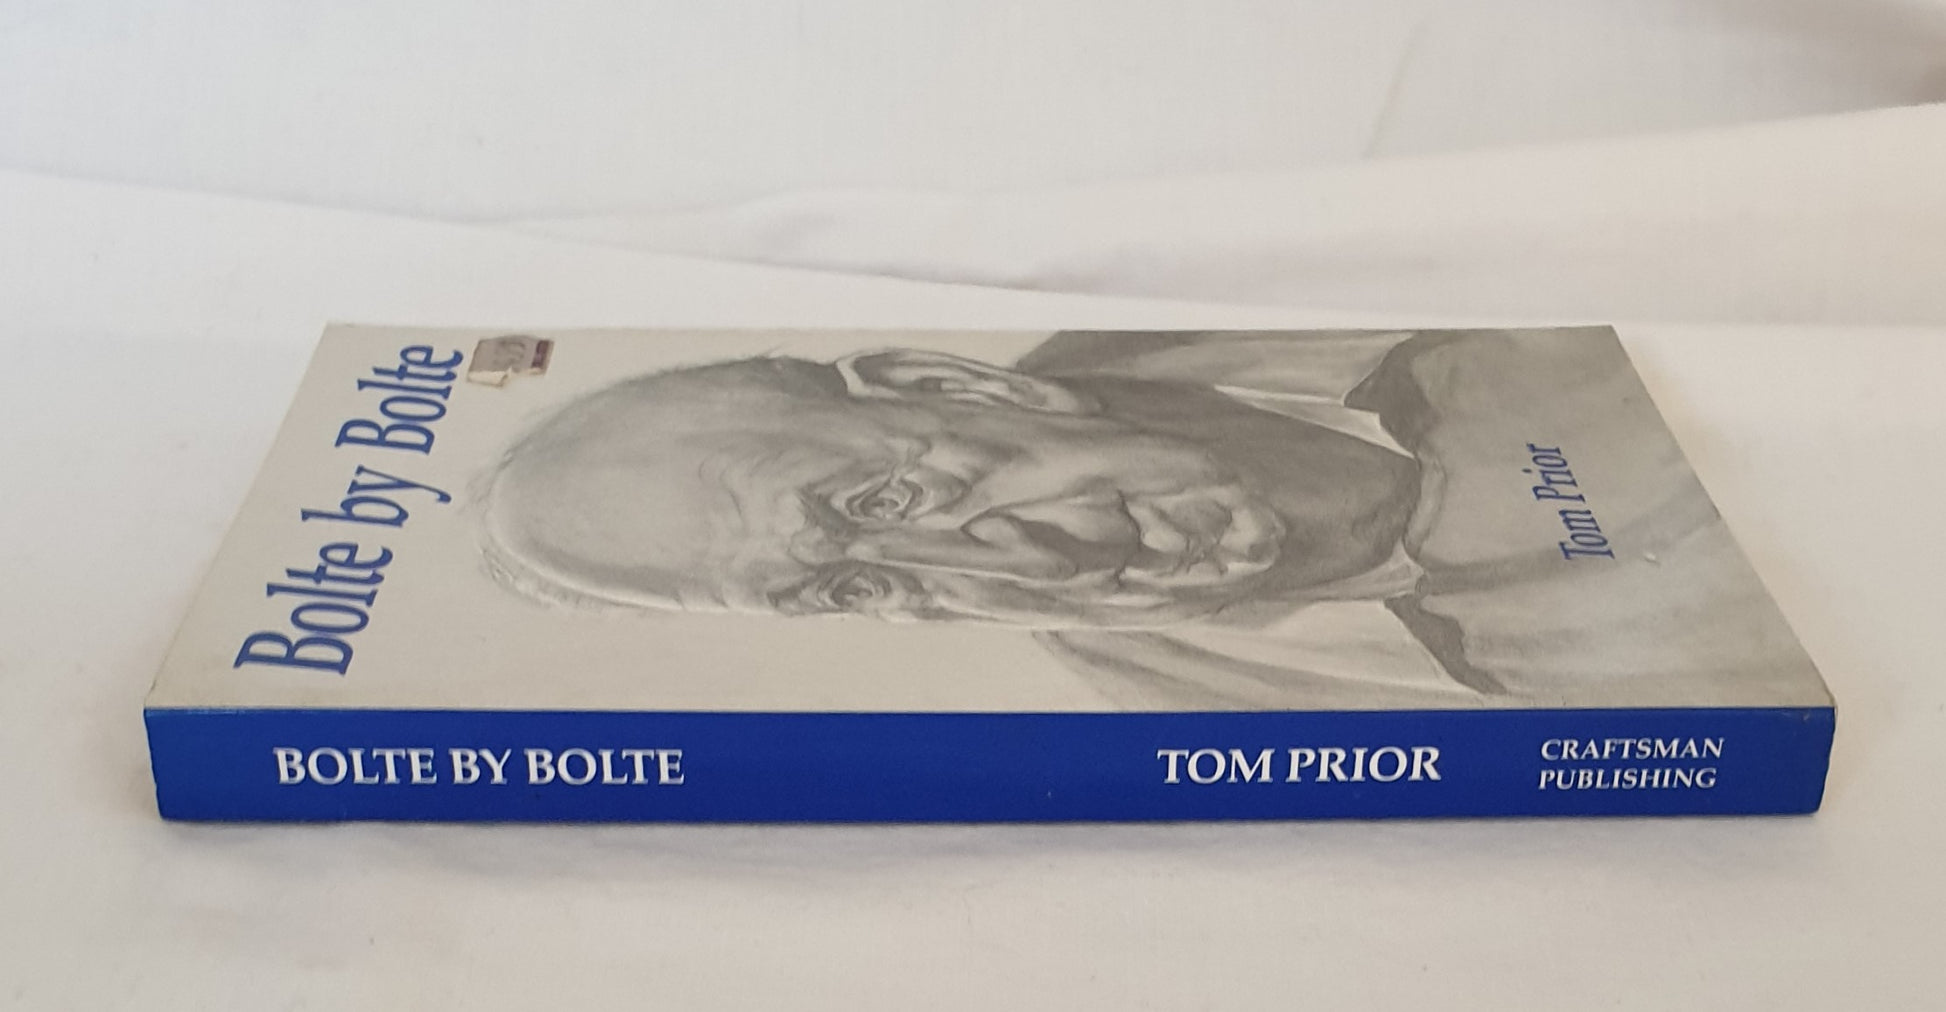 Bolte by Bolte
Tom Prior
BOLTE BY BOLTE
TOM PRIOR
CRAFTSMAN
PUBLISHING